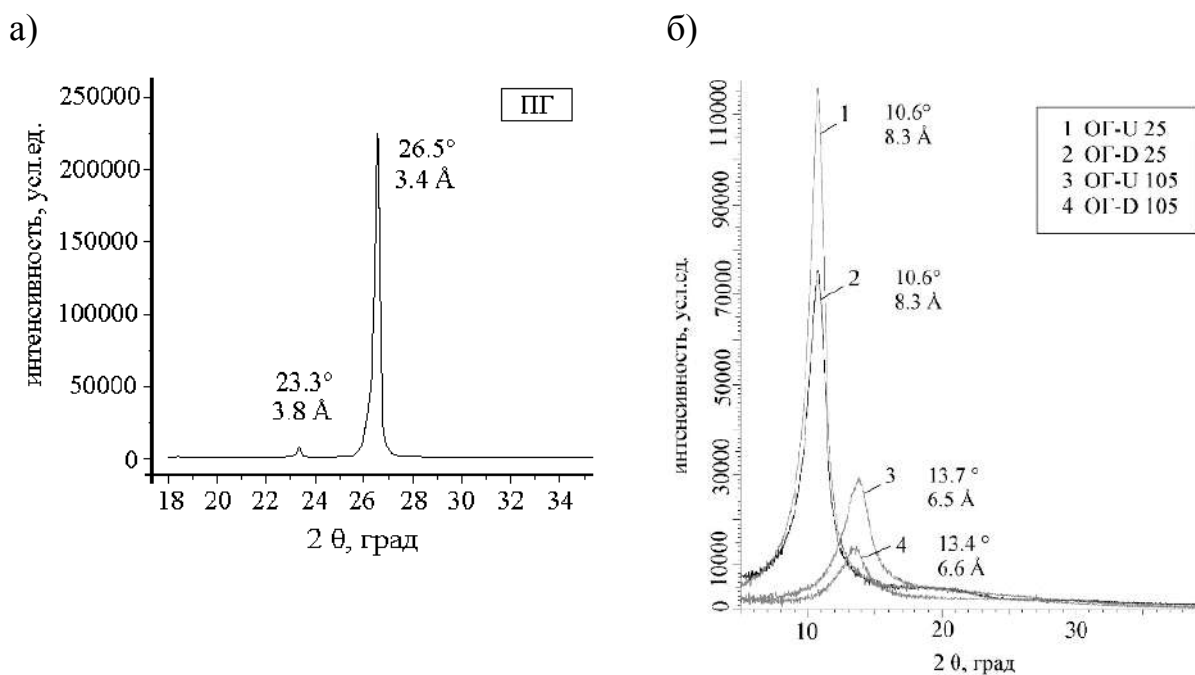 а)
ПГ
интенсивность, усл.ед.
250000
200000
150000
100000
50000
0
26.5°
3.4 Å
23.3°
3.8 Å
18 20 22 24 26 28 30 32 34
2 θ, град
б)
интенсивность, усл.ед.
110000
90000
70000
50000
30000
10000
0
1
10.6°
8.3 Å
2
10.6°
8.3 Å
3
13.7 °
6.5 Å
4
13.4 °
6.6 Å
1 ОГ-U 25
2 ОГ-D 25
3 ОГ-U 105
4 ОГ-D 105
10 20 30
2 θ, град